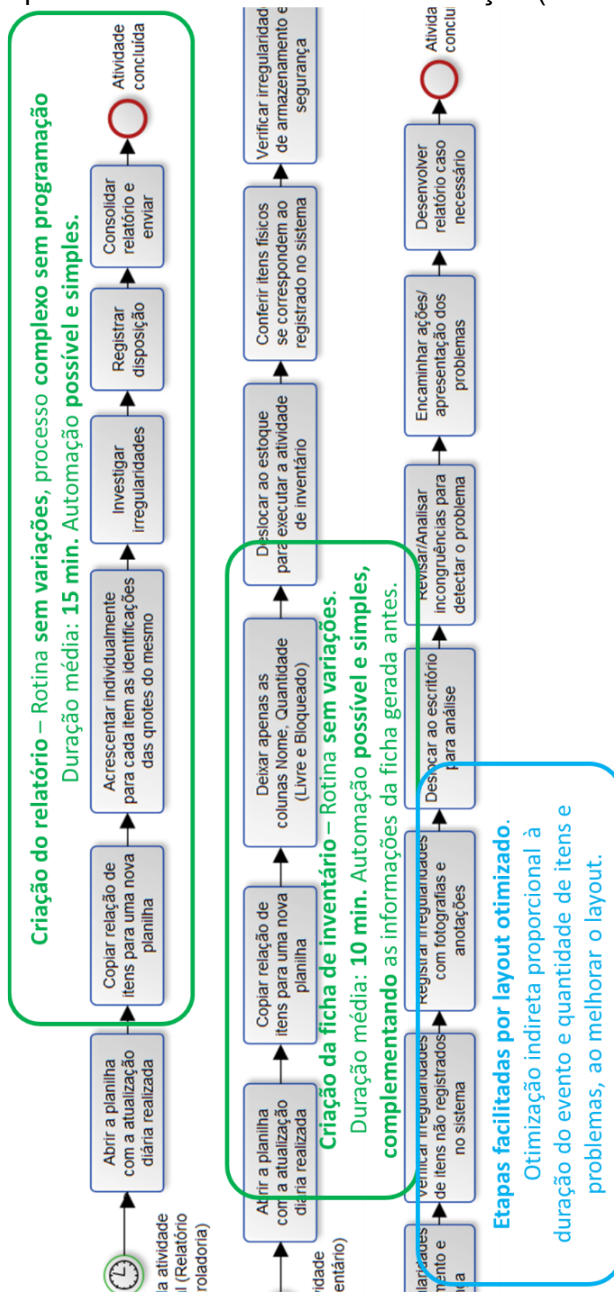 Criação do relatório – Rotina sem variações, processo complexo sem programação
Duração média: 15 min. Automação possível e simples.
Abrir a planilha
com a atualização
diária realizada
Copiar relação de
itens para uma nova
planilha
Acrescentar individualmente
para cada item as identificações
das qnotes do mesmo
Investigar
irregularidades
Registrar
disposição
Consolidar
relatório e
enviar
Atividade
concluída
Abrir a planilha
com a atualização
diária realizada
Copiar relação de
itens para uma nova
planilha
Deixar apenas as
colunas Nome, Quantidade
(Livre e Bloqueado)
Deslocar ao estoque
para executar a atividade
de inventário
Conferir itens físicos
se correspondem ao
registrado no sistema
Verificar irregularidad
de armazenamento e
segurança
Criação da ficha de inventário – Rotina sem variações.
Duração média: 10 min. Automação possível e simples,
complementando as informações da ficha gerada antes.
Verificar irregularidades
de itens não registrados
no sistema
Registrar irregularidades
com fotografias e
anotações
Deslocar ao escritório
para análise
Revisar/Analisar
incongruências para
detectar o problema
Encaminhar ações/
apresentação dos
problemas
Desenvolver
relatório caso
necessário
Ativida
conclu
Etapas facilitadas por layout otimizado.
Otimização indireta proporcional à
duração do evento e quantidade de itens e
problemas, ao melhorar o layout.